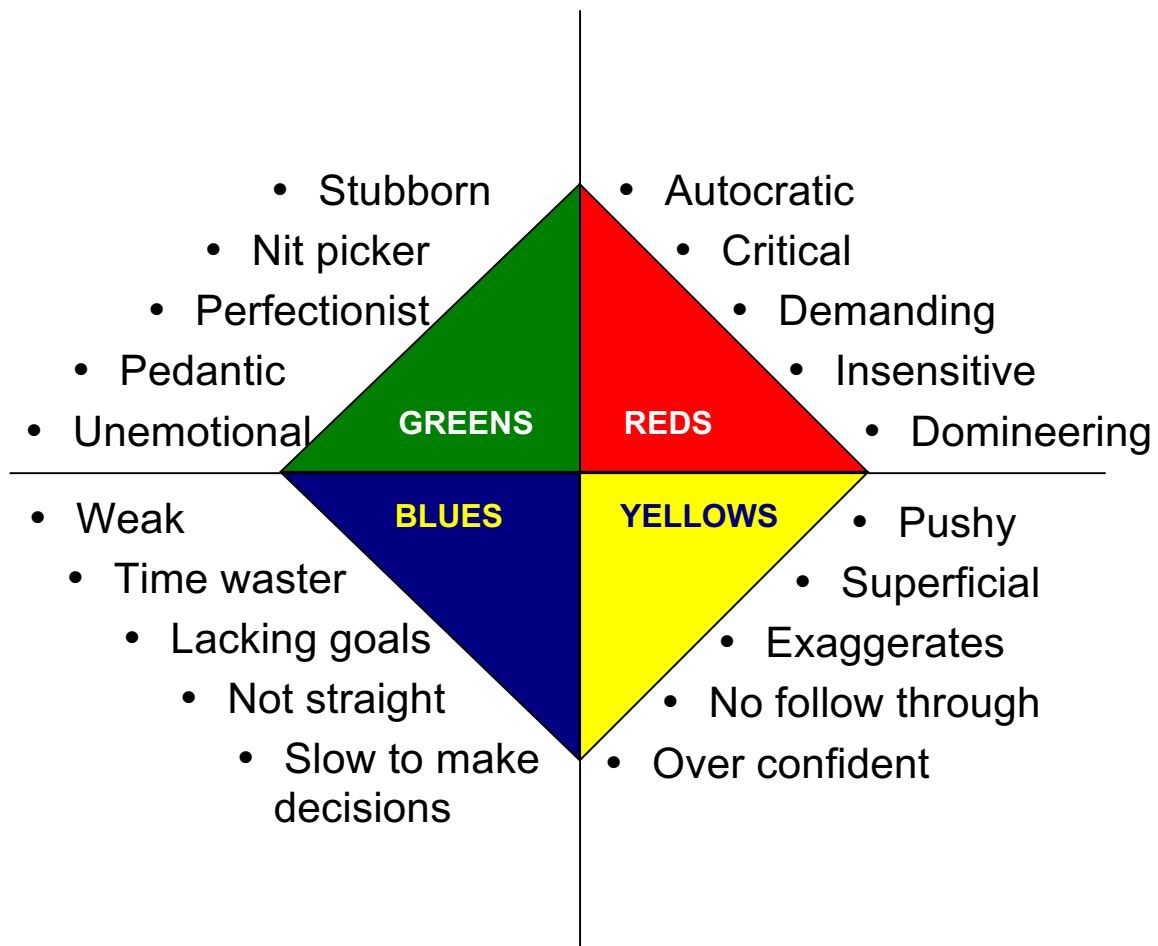 • Stubborn
• Nit picker
• Perfectionist
• Pedantic
• Unemotional
GREENS
• Autocratic
• Critical
• Demanding
• Insensitive
• Domineering
REDS
BLUES
• Weak
• Time waster
• Lacking goals
• Not straight
• Slow to make
decisions
YELLOWS
• Pushy
• Superficial
• Exaggerates
• No follow through
• Over confident